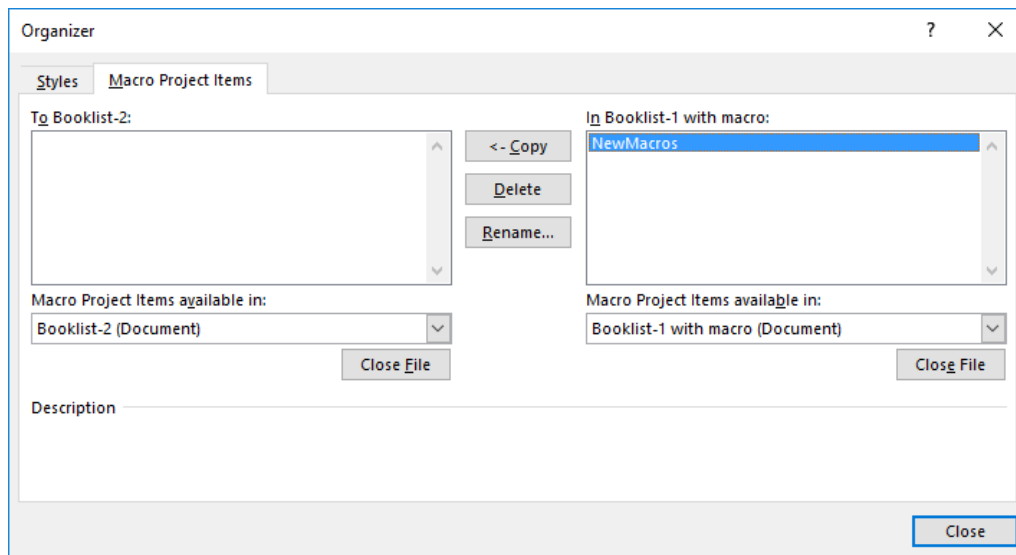 Organizer ?
Styles Macro Project Items
To Booklist-2: In Booklist-1 with macro:
<- Copy NewMacros
Delete
Rename...
Macro Project Items available in: Macro Project Items available in:
Booklist-2 (Document) Booklist-1 with macro (Document)
Close File Close File
Description
Close